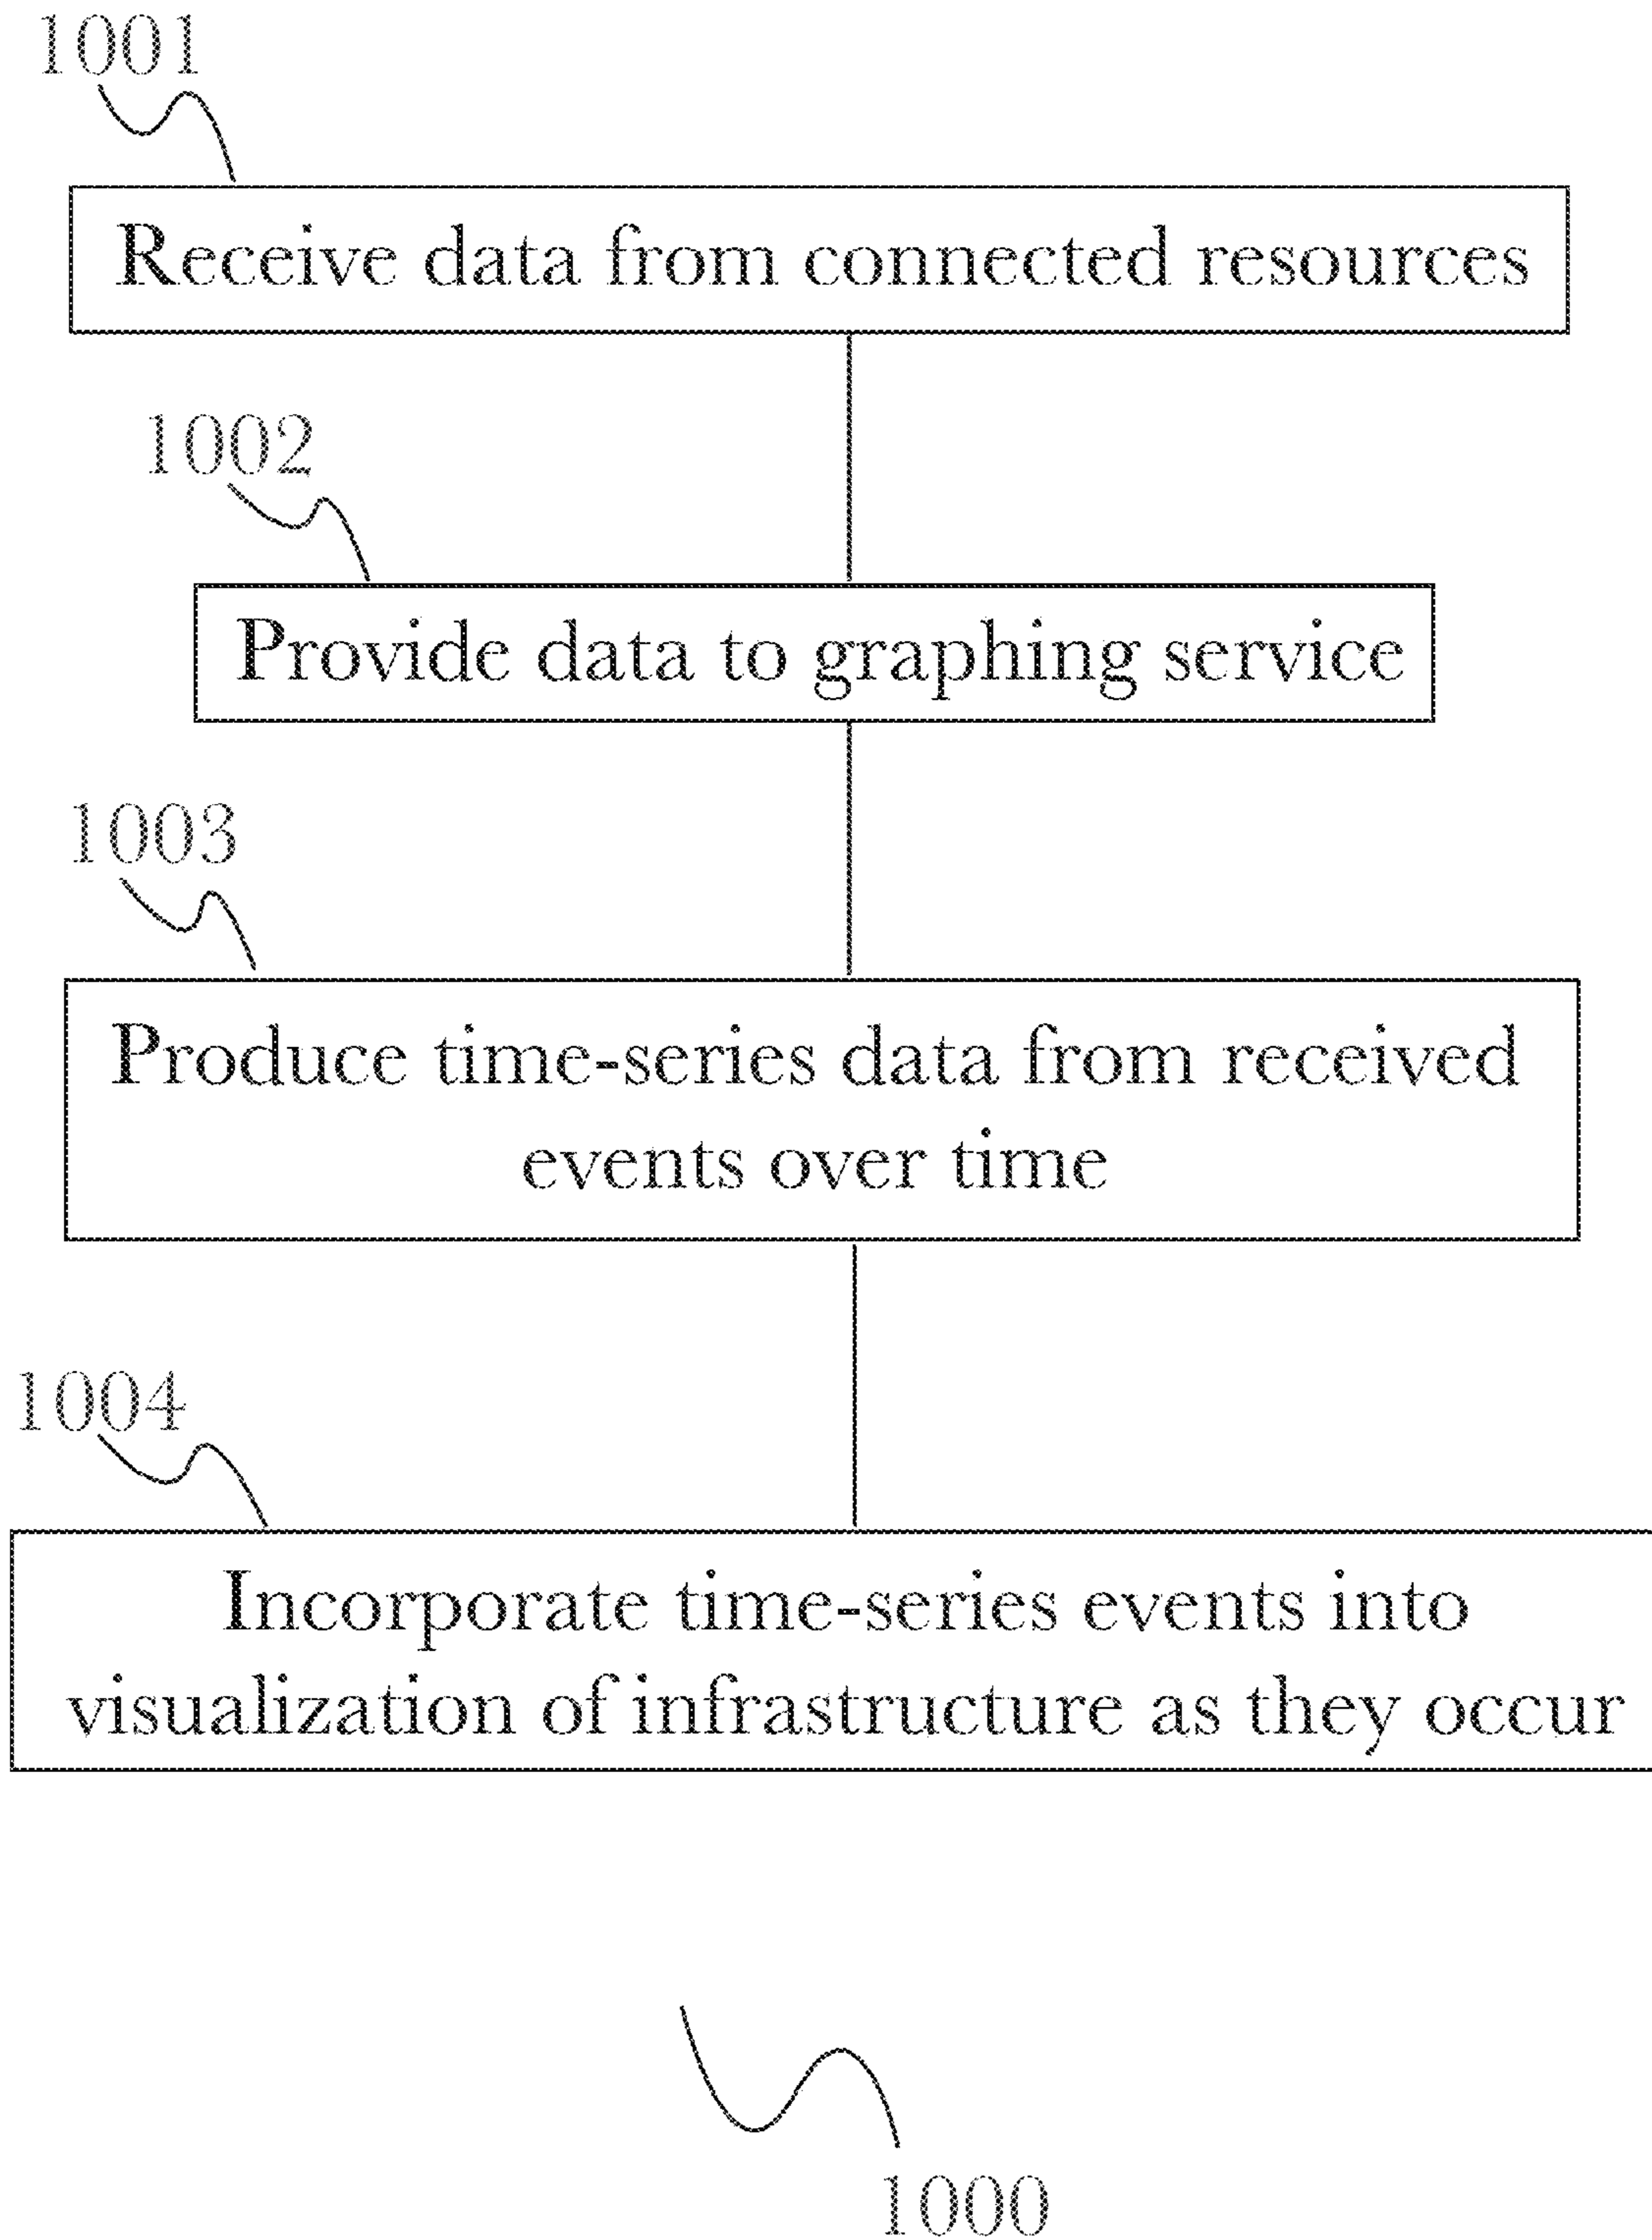 1001
Receive data from connected resources
1002
Provide data to graphing service
1003
Produce time-series data from received
events over time
1004
Incorporate time-series events into
visualization of infrastructure as they occur
1000